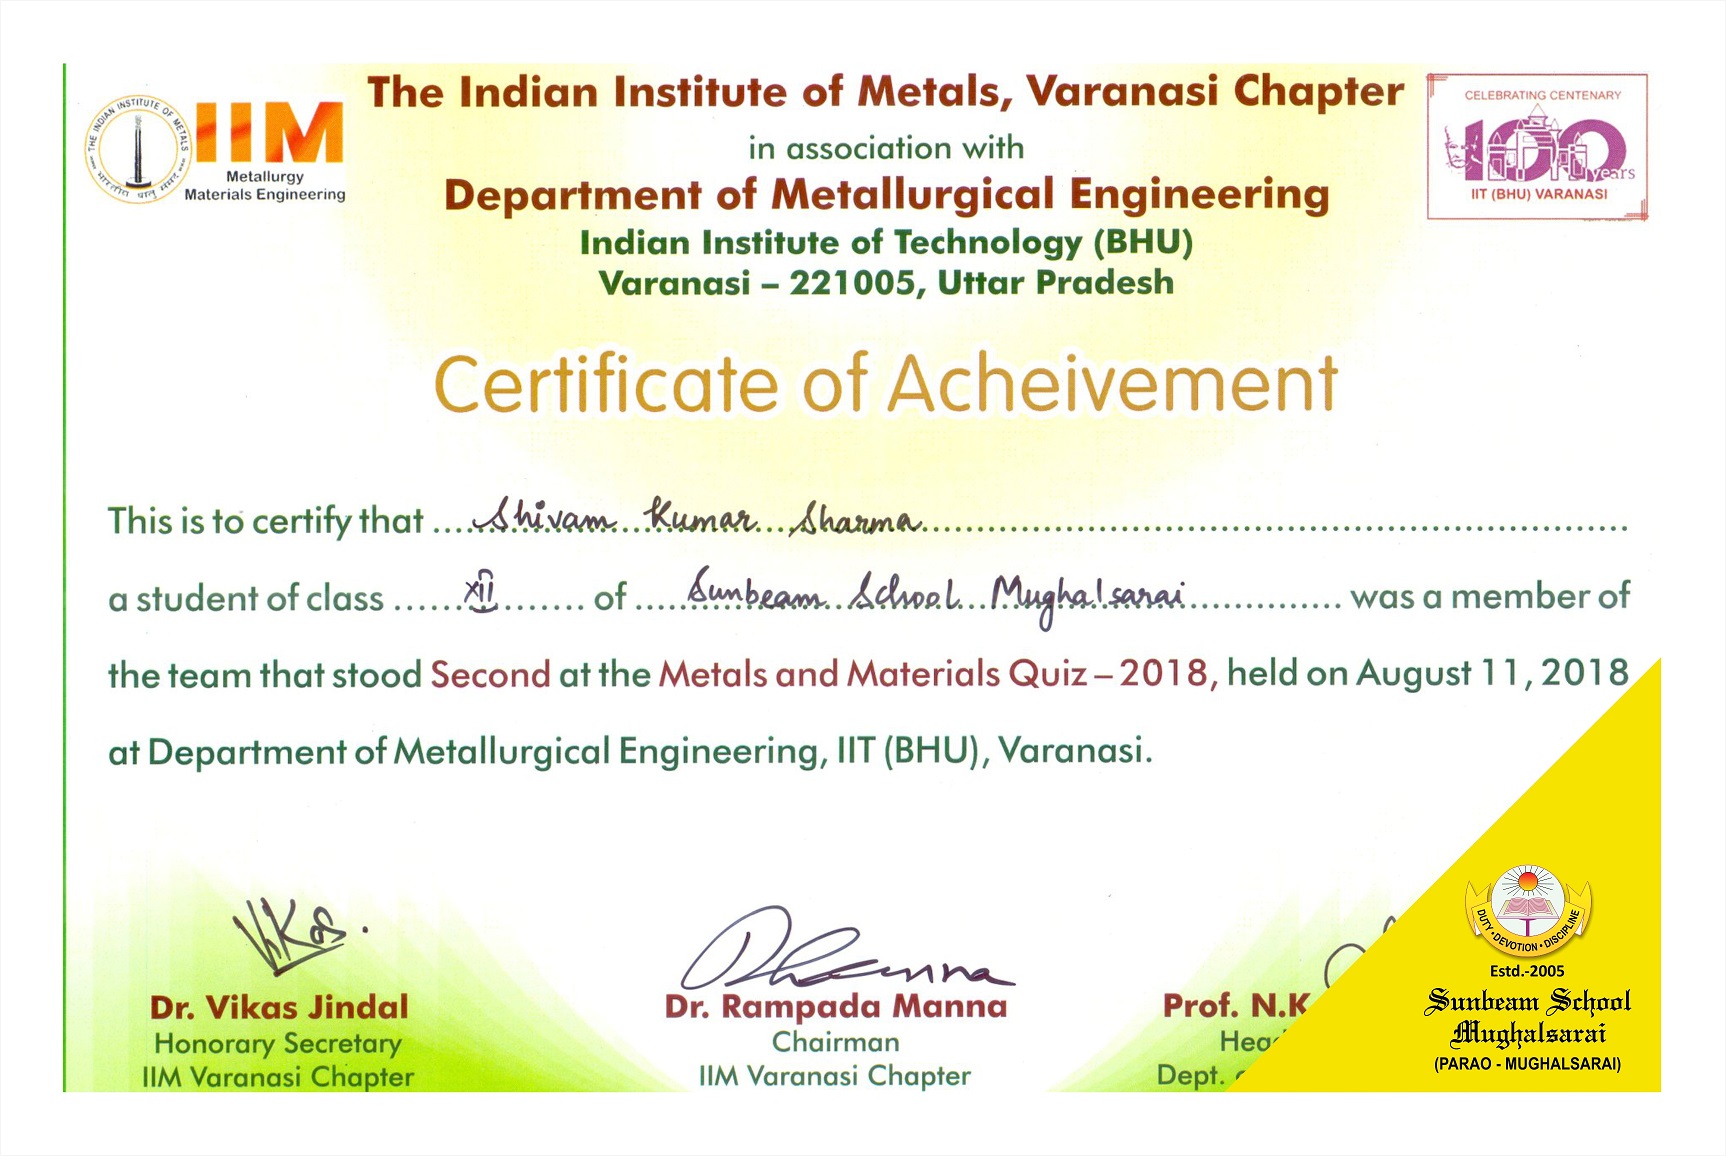 THE INDIAN INSTITUTE OF METALS
IIM
Metallurgy
Materials Engineering
The Indian Institute of Metals, Varanasi Chapter
in association with
Department of Metallurgical Engineering
Indian Institute of Technology (BHU)
Varanasi – 221005, Uttar Pradesh
CELEBRATING CENTENARY
100 years
IIT (BHU) VARANASI
Certificate of Acheivement
This is to certify that .... Shivam Kumar Sharma ....
a student of class ...... XII ....... of .... Sunbeam School Mughalsarai .............. was a member of
the team that stood Second at the Metals and Materials Quiz – 2018, held on August 11, 2018
at Department of Metallurgical Engineering, IIT (BHU), Varanasi.
Vikas.
Dr. Vikas Jindal
Honorary Secretary
IIM Varanasi Chapter
Dr. Rampada Manna
Chairman
IIM Varanasi Chapter
Prof. N.K
Head
Dept.
DUTY • DEVOTION • DISCIPLINE
Estd.-2005
Sunbeam School
Mughalsarai
(PARAO - MUGHALSARAI)